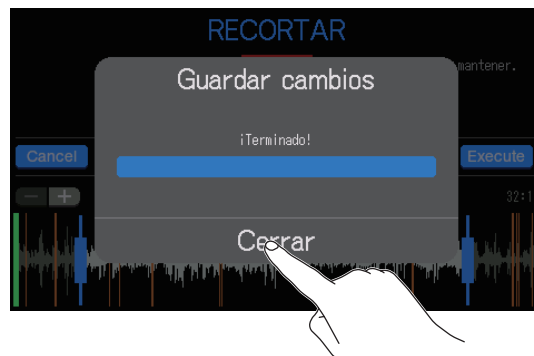 RECORTAR
mantener.
Guardar cambios
¡Terminado!
Cancel
Execute
32:1
Cerrar